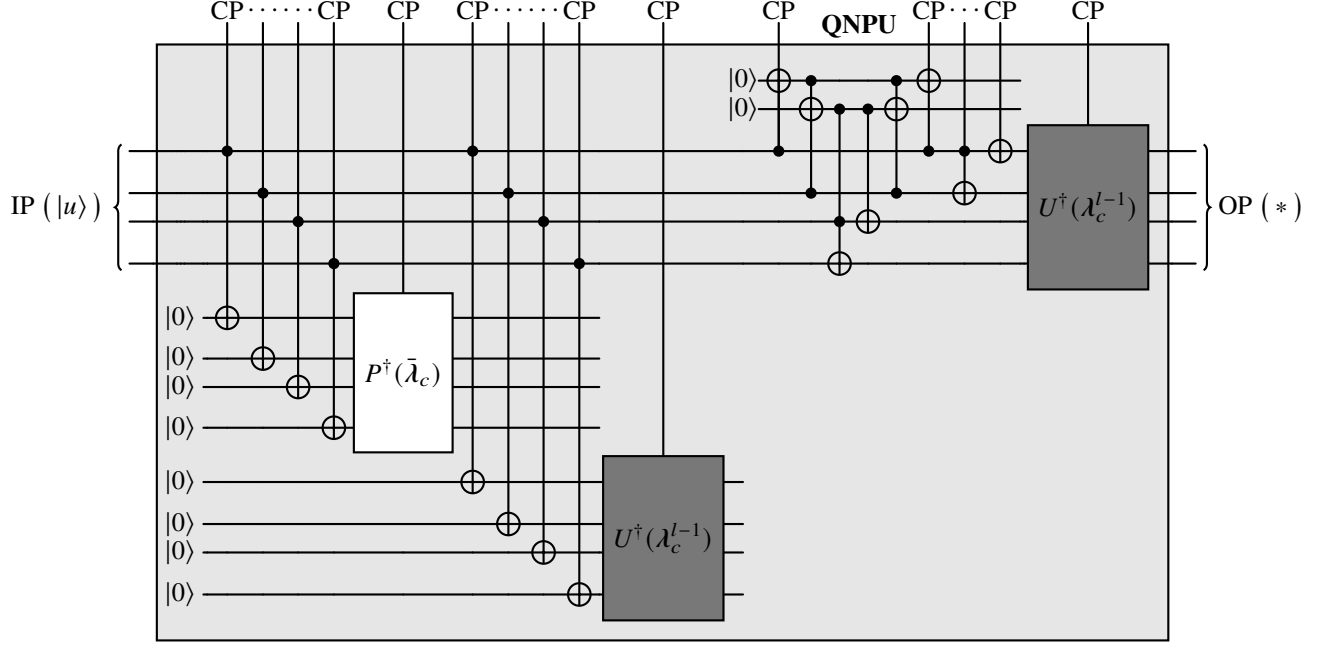 CP ······ CP CP CP ······ CP CP CP CP ··· CP CP
QNPU
|0⟩
|0⟩
IP ( |u⟩ )
U†(λ_c^{l−1})
OP ( * )
|0⟩
|0⟩
P†(λ̄_c)
|0⟩
|0⟩
|0⟩
|0⟩
U†(λ_c^{l−1})
|0⟩
|0⟩